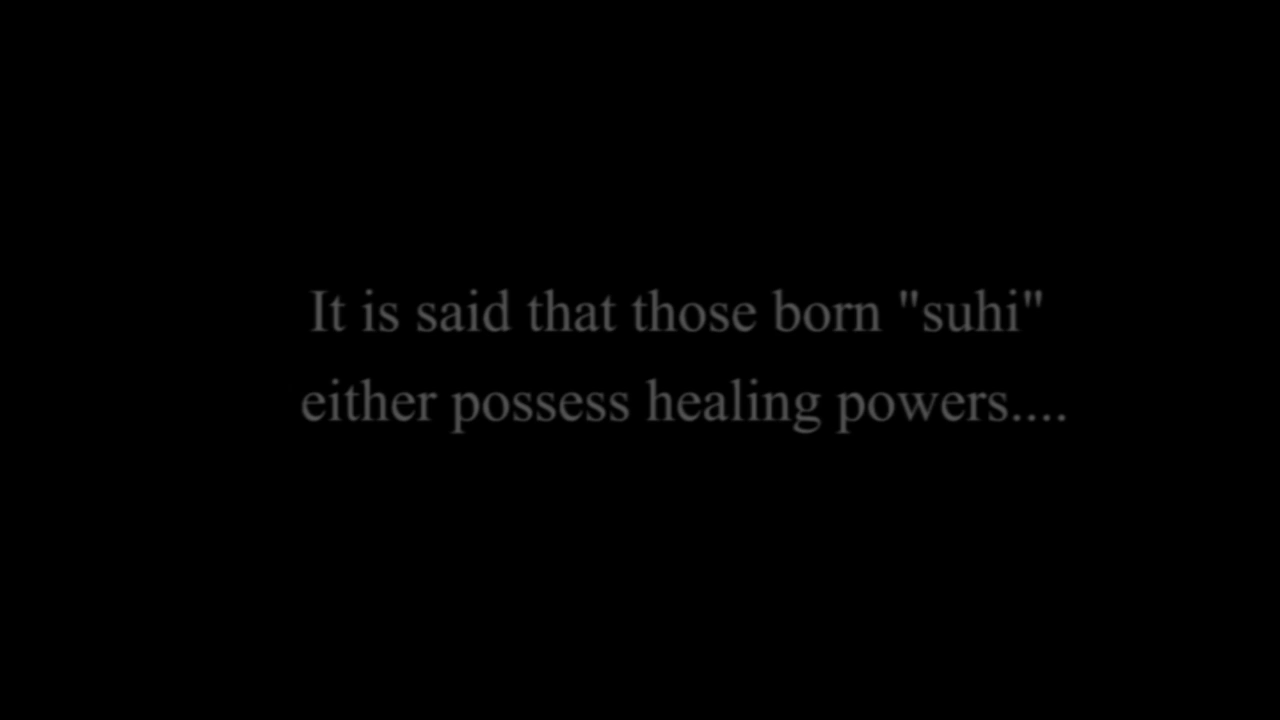 It is said that those born "suhi"
either possess healing powers....